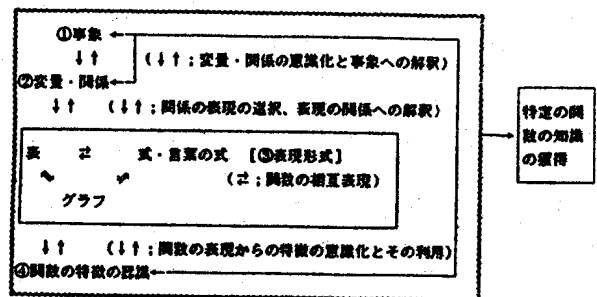 ①事象
↓↑ (↓↑;変量・関係の意識化と事象への解釈)
②変量・関係
↓↑ (↓↑;関係の表現の選択、表現の関係への解釈)
表 ⇄ 式・言葉の式 [③表現形式]
(⇄;関数の相互表現)
グラフ
↓↑ (↓↑;関数の表現からの特徴の意識化とその利用)
④関数の特徴の認識
特定の関
数の知識
の獲得